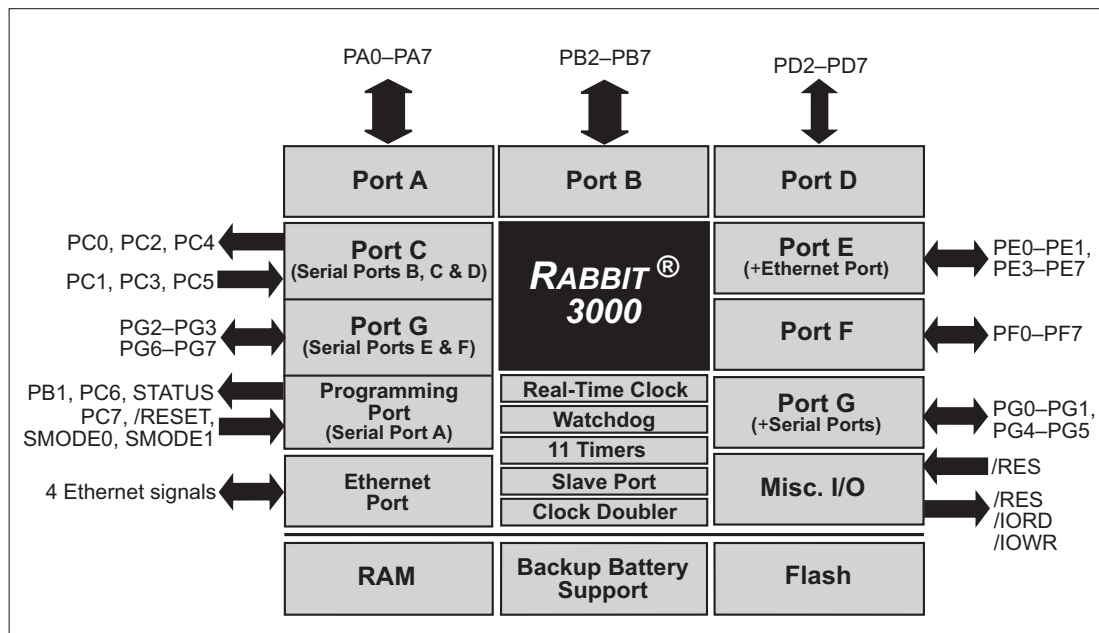 PA0–PA7
PB2–PB7
PD2–PD7
Port A
Port B
Port D
PC0, PC2, PC4
PC1, PC3, PC5
Port C
(Serial Ports B, C & D)
RABBIT ®
3000
Port E
(+Ethernet Port)
PE0–PE1,
PE3–PE7
PG2–PG3
PG6–PG7
Port G
(Serial Ports E & F)
Port F
PF0–PF7
PB1, PC6, STATUS
PC7, /RESET,
SMODE0, SMODE1
Programming
Port
(Serial Port A)
Real-Time Clock
Watchdog
11 Timers
Slave Port
Clock Doubler
Port G
(+Serial Ports)
PG0–PG1,
PG4–PG5
4 Ethernet signals
Ethernet
Port
Misc. I/O
/RES
/RES
/IORD
/IOWR
RAM
Backup Battery
Support
Flash